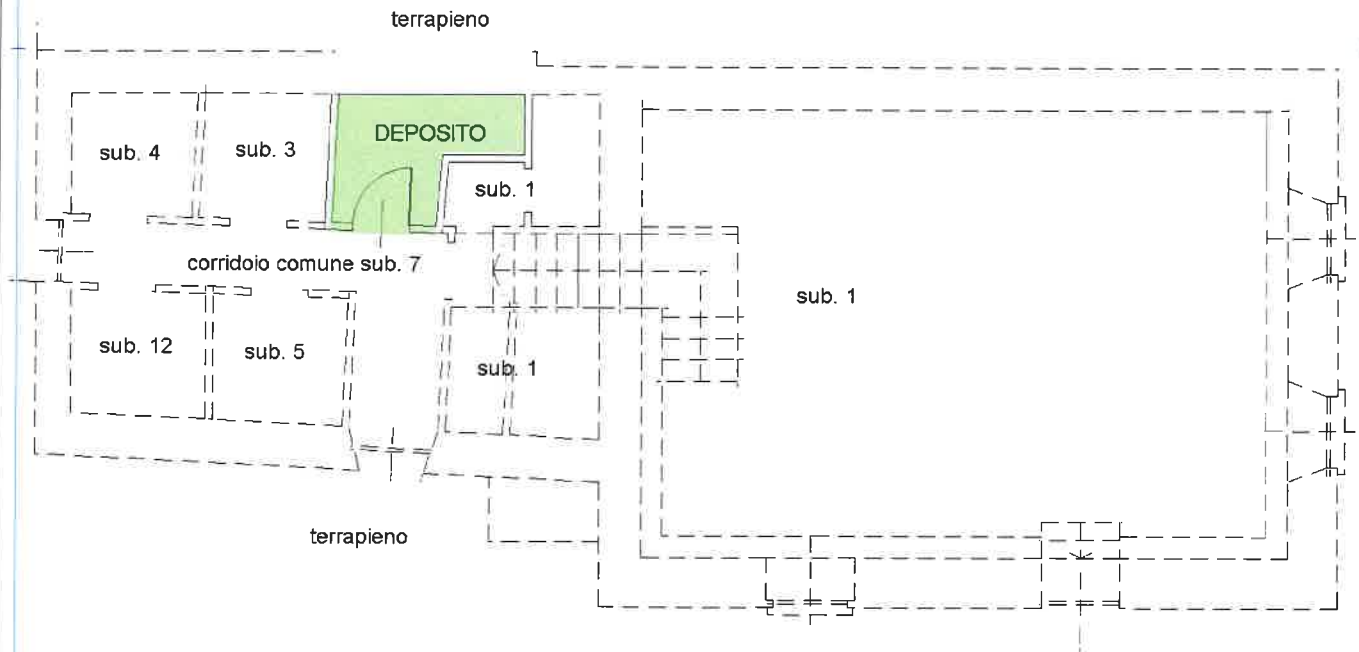 terrapieno
DEPOSITO
sub. 4
sub. 3
sub. 1
corridoio comune sub. 7
sub. 1
sub. 12
sub. 5
sub. 1
terrapieno